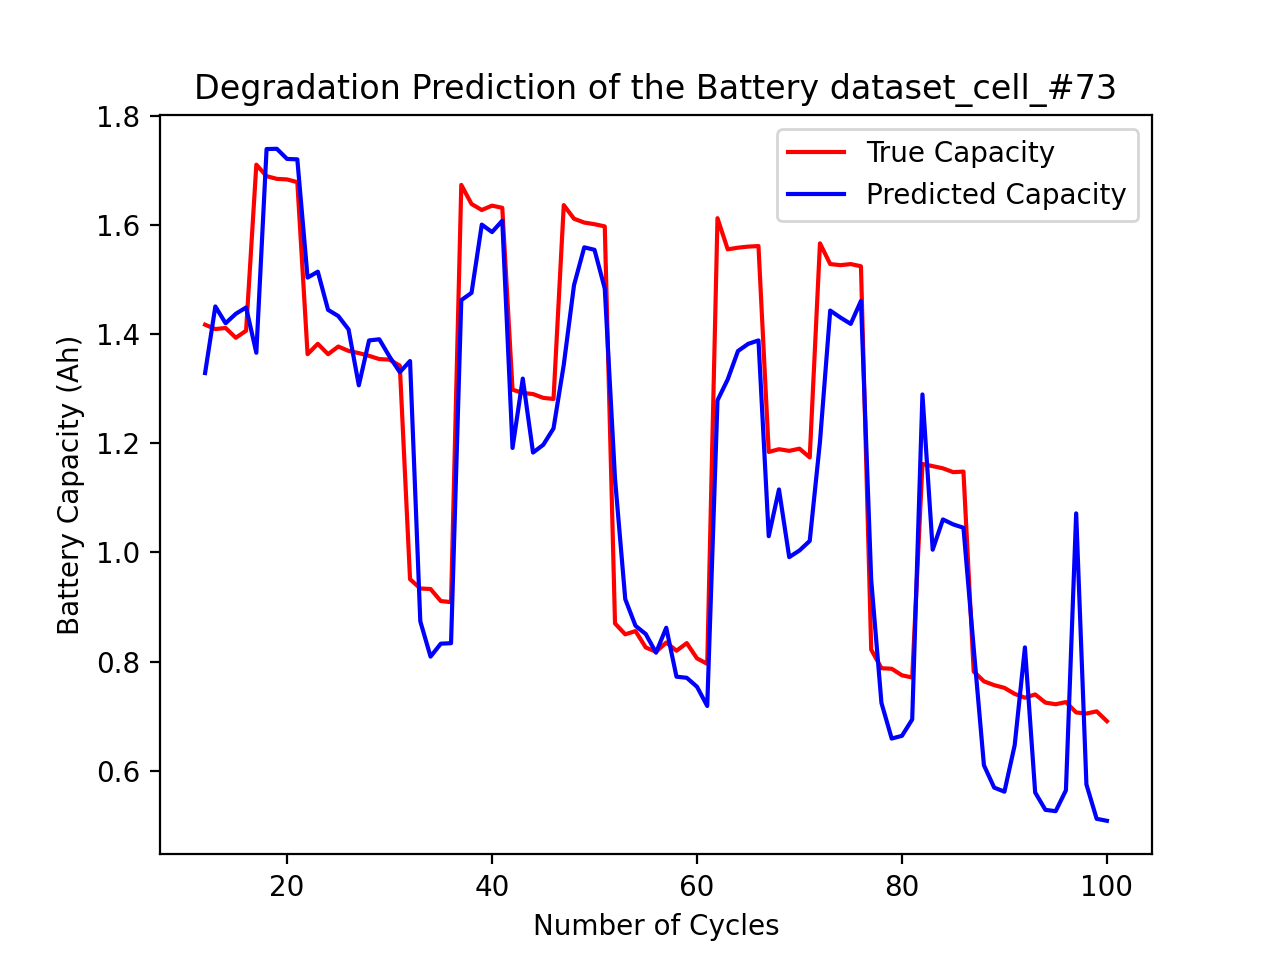 Degradation Prediction of the Battery dataset_cell_#73
True Capacity
Predicted Capacity
Battery Capacity (Ah)
1.8
1.6
1.4
1.2
1.0
0.8
0.6
20 40 60 80 100
Number of Cycles